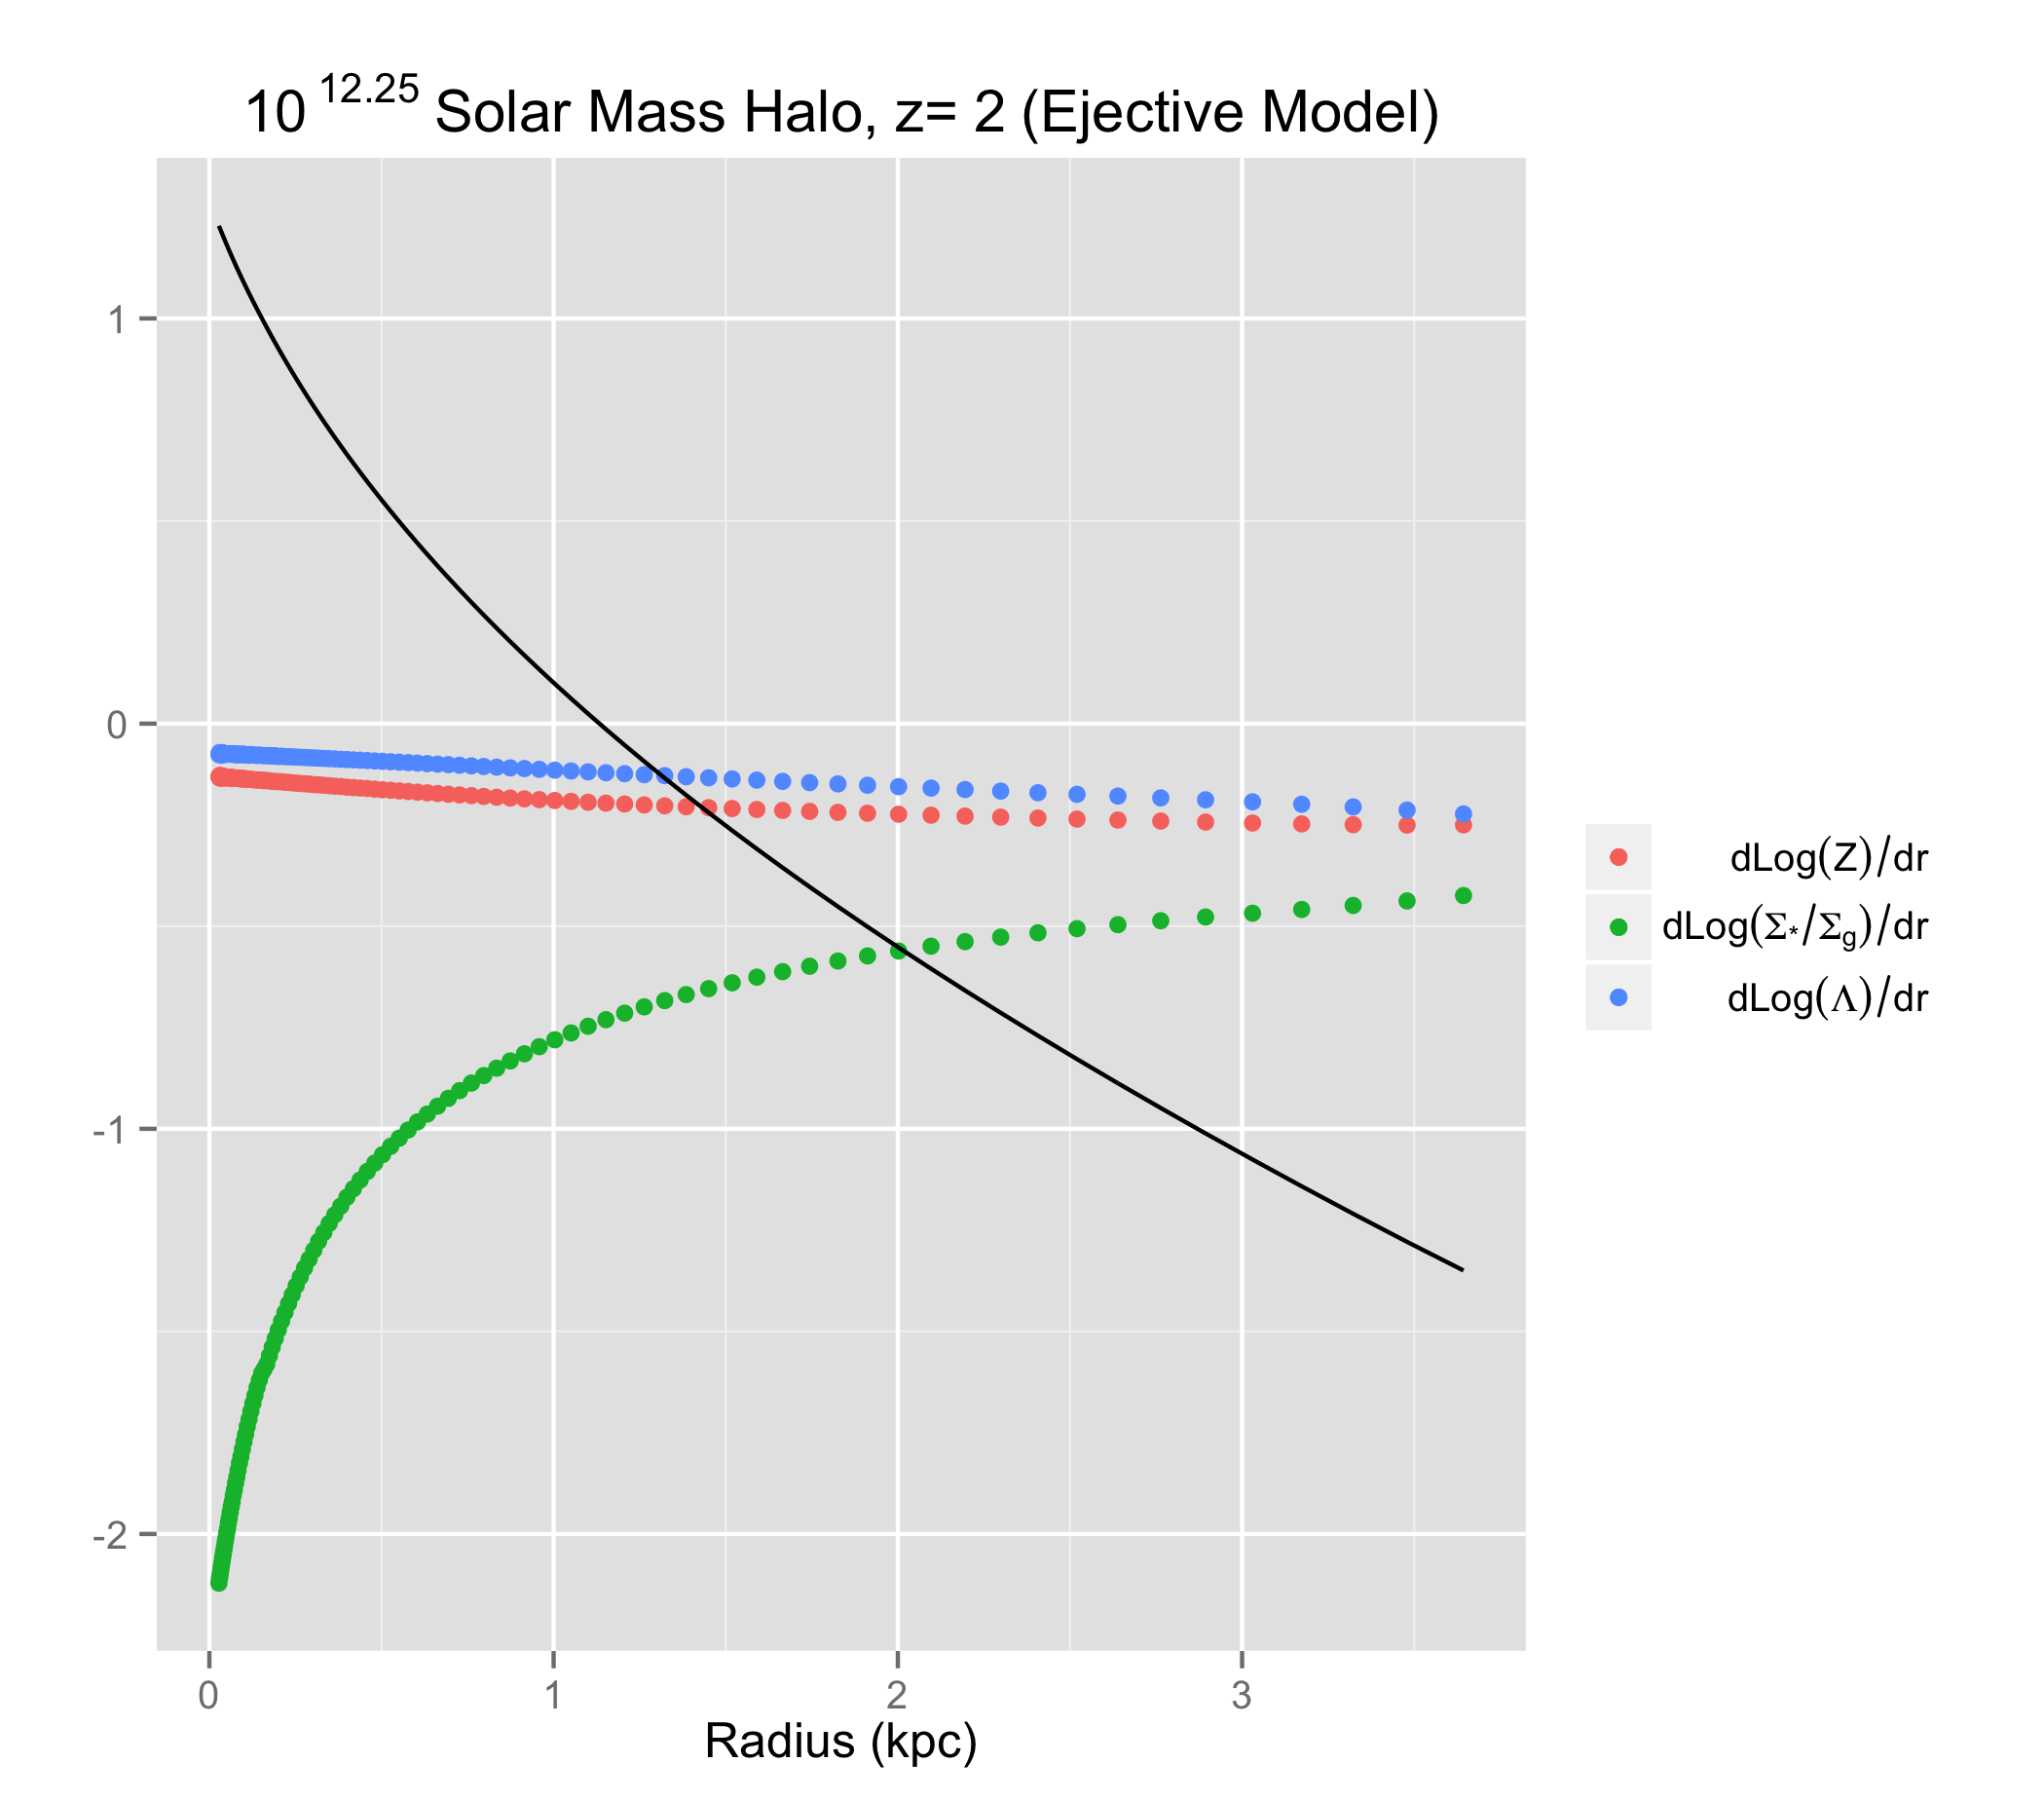 10^12.25 Solar Mass Halo, z= 2 (Ejective Model)
1
0
-1
-2
0 1 2 3
Radius (kpc)
dLog(Z)/dr
dLog(Σ*/Σg)/dr
dLog(Λ)/dr